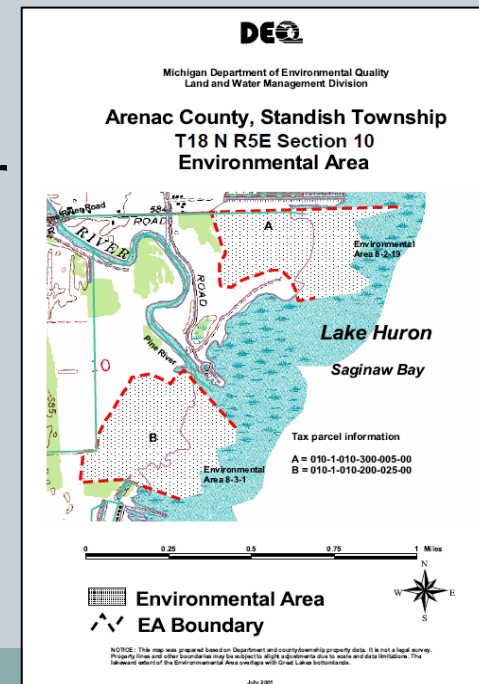 DEQ
Michigan Department of Environmental Quality
Land and Water Management Division
Arenac County, Standish Township
T18 N R5E Section 10
Environmental Area
Road
584
ROAD
RIVER
A
Environmental
Area 8-2-19
ROAD
Lake Huron
Saginaw Bay
Pine River
10
585
B
Environmental
Area 8-3-1
Tax parcel information
A = 010-1-010-300-005-00
B = 010-1-010-200-025-00
0 0.25 0.5 0.75 1 Miles
N
W E
S
Environmental Area
EA Boundary
NOTICE: This map was prepared based on Department and county/township property data. It is not a legal survey.
Property lines and other boundaries may be subject to slight adjustments due to scale and data limitations. The
lakeward extent of the Environmental Area overlaps with Great Lakes bottomlands.
July 2001